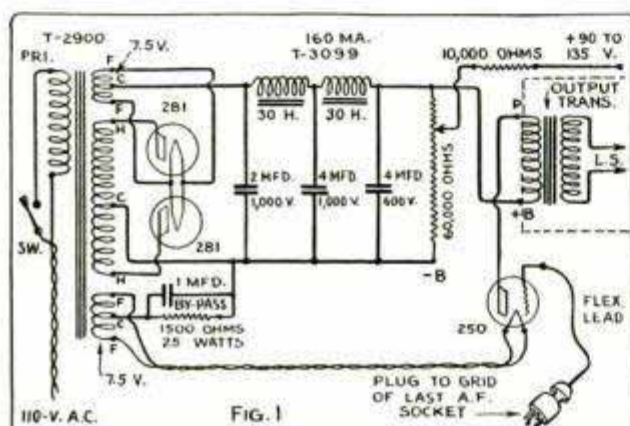 T-2900
7.5 V.
160 MA.
T-3099
10,000 OHMS
+90 TO
135 V.
PRI.
F
C
F
H
281
30 H.
30 H.
P
OUTPUT
TRANS.
L.S.
2 MFD.
1,000 V.
4 MFD.
1,000 V.
4 MFD
600 V.
60,000 OHMS
+B
C
281
SW.
H
-B
F
C
F
1 MFD.
BY-PASS
1500 OHMS
25 WATTS
250
FLEX
LEAD
7.5 V.
PLUG TO GRID
OF LAST A.F.
SOCKET
110-V. A.C.
FIG. 1